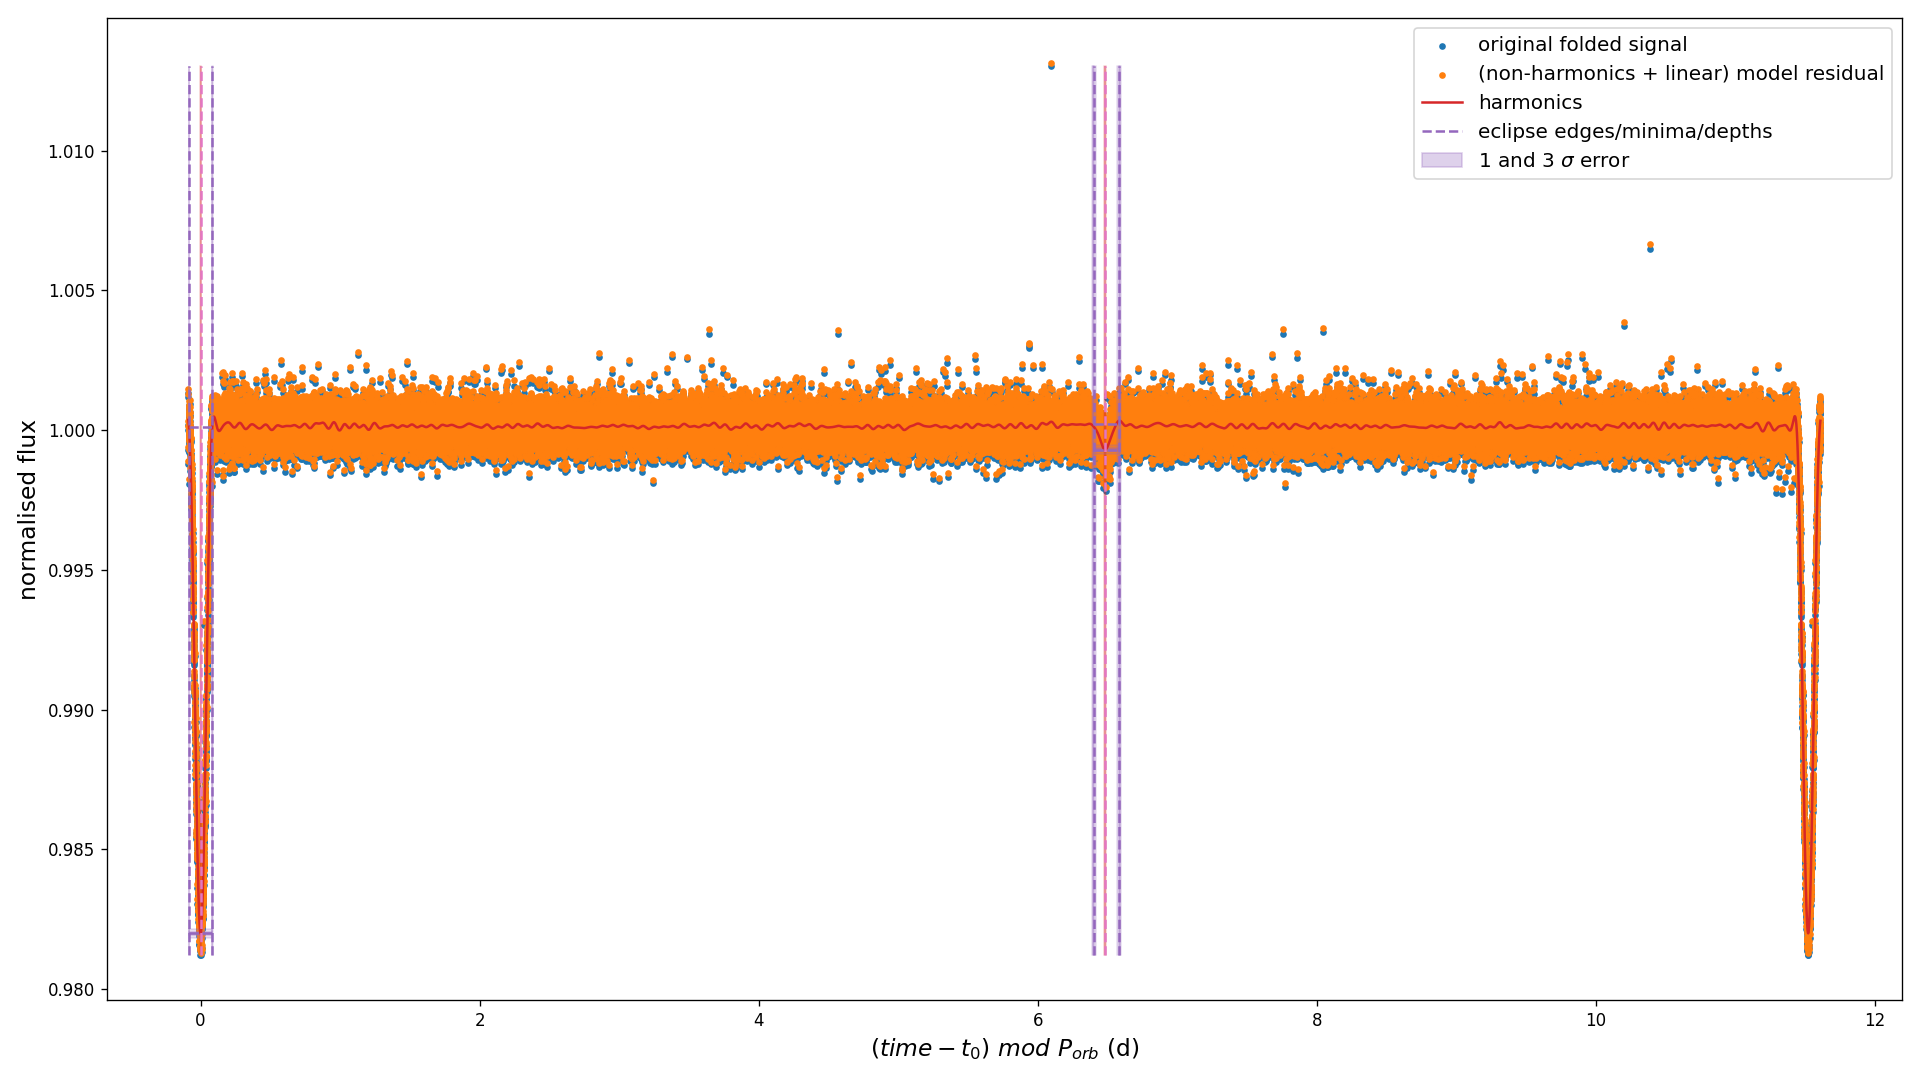 original folded signal
(non-harmonics + linear) model residual
harmonics
eclipse edges/minima/depths
1 and 3 σ error
normalised flux
1.010
1.005
1.000
0.995
0.990
0.985
0.980
0 2 4 6 8 10 12
(time − t₀) mod P_orb (d)